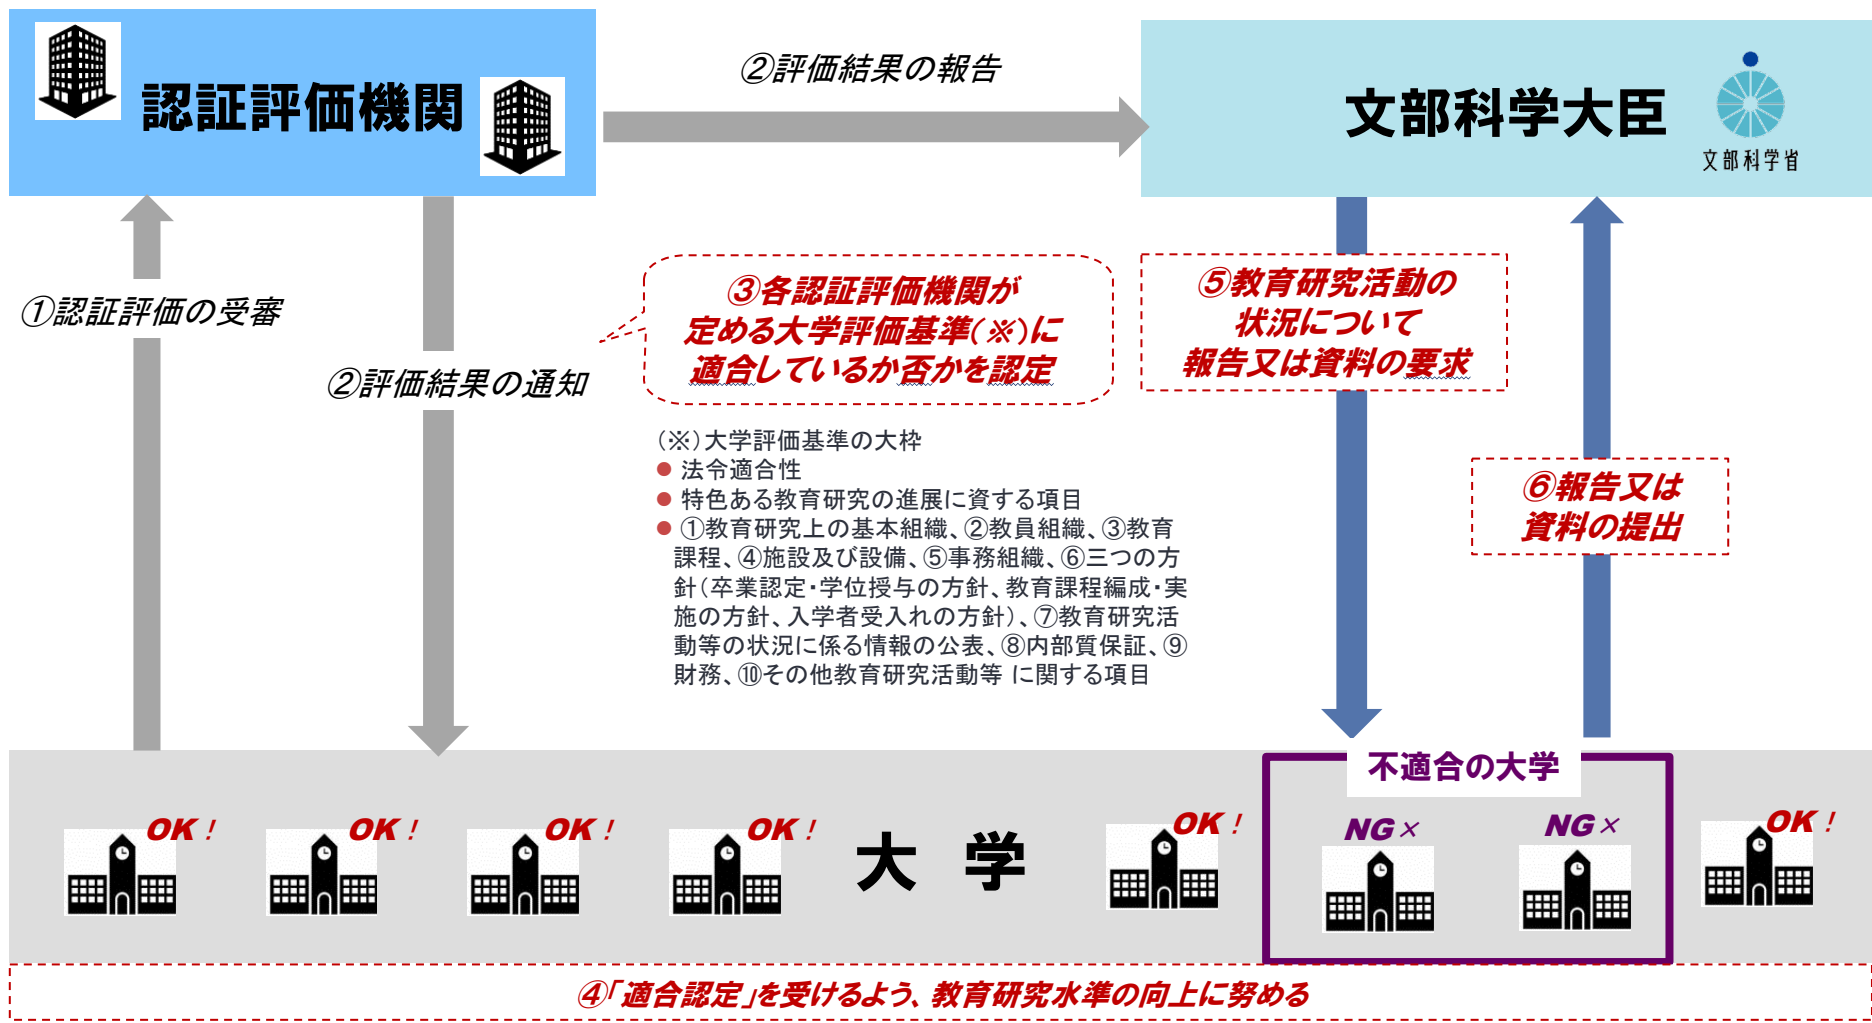 認証評価機関
②評価結果の報告
文部科学大臣
文部科学省
①認証評価の受審
②評価結果の通知
③各認証評価機関が
定める大学評価基準(※)に
適合しているか否かを認定
⑤教育研究活動の
状況について
報告又は資料の要求
⑥報告又は
資料の提出
(※)大学評価基準の大枠
● 法令適合性
● 特色ある教育研究の進展に資する項目
● ①教育研究上の基本組織、②教員組織、③教育
課程、④施設及び設備、⑤事務組織、⑥三つの方
針(卒業認定・学位授与の方針、教育課程編成・実
施の方針、入学者受入れの方針)、⑦教育研究活
動等の状況に係る情報の公表、⑧内部質保証、⑨
財務、⑩その他教育研究活動等 に関する項目
不適合の大学
OK!
OK!
OK!
OK!
大 学
OK!
NG×
NG×
OK!
④「適合認定」を受けるよう、教育研究水準の向上に努める